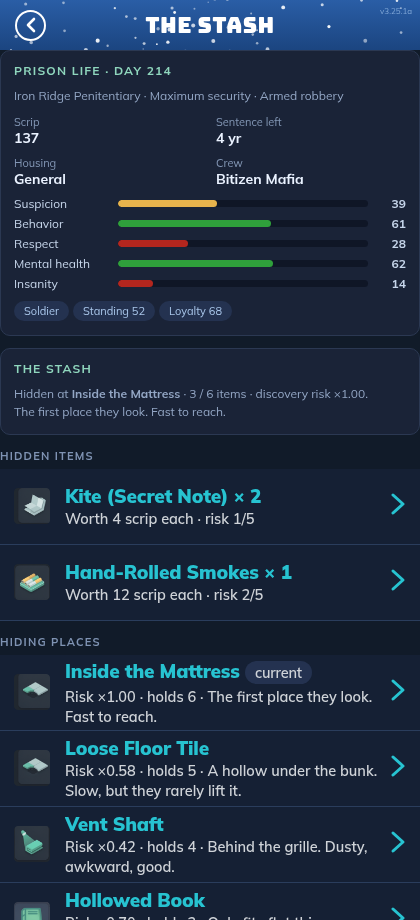 THE STASH
v3.25.1a
PRISON LIFE · DAY 214
Iron Ridge Penitentiary · Maximum security · Armed robbery
Scrip Sentence left
137 4 yr
Housing Crew
General Bitizen Mafia
Suspicion 39
Behavior 61
Respect 28
Mental health 62
Insanity 14
Soldier Standing 52 Loyalty 68
THE STASH
Hidden at Inside the Mattress · 3 / 6 items · discovery risk ×1.00.
The first place they look. Fast to reach.
HIDDEN ITEMS
Kite (Secret Note) × 2
Worth 4 scrip each · risk 1/5
Hand-Rolled Smokes × 1
Worth 12 scrip each · risk 2/5
HIDING PLACES
Inside the Mattress current
Risk ×1.00 · holds 6 · The first place they look.
Fast to reach.
Loose Floor Tile
Risk ×0.58 · holds 5 · A hollow under the bunk.
Slow, but they rarely lift it.
Vent Shaft
Risk ×0.42 · holds 4 · Behind the grille. Dusty,
awkward, good.
Hollowed Book